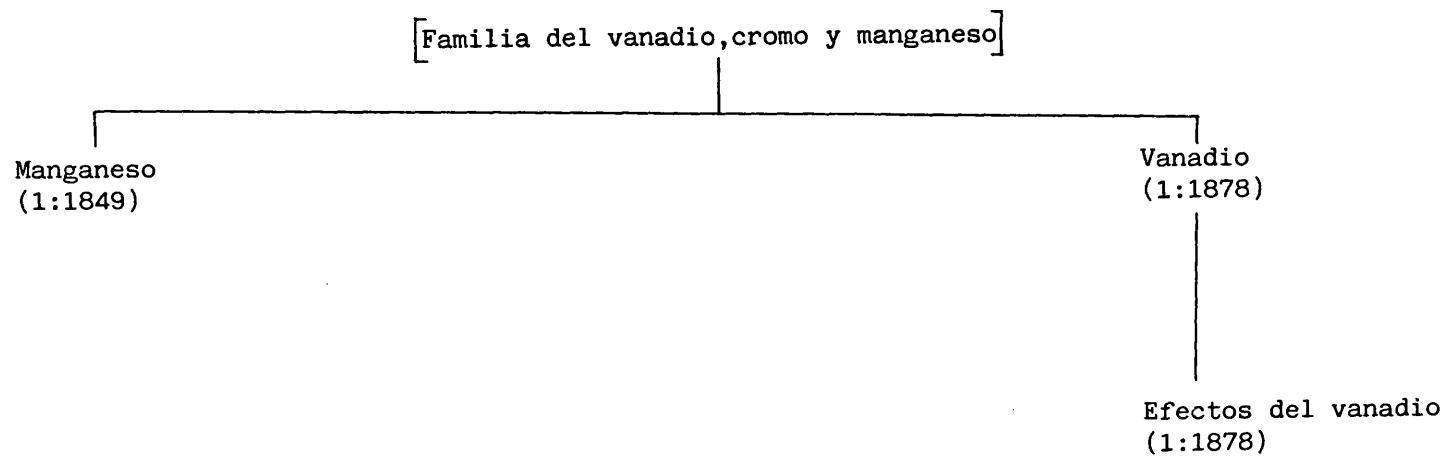 [Familia del vanadio,cromo y manganeso]
Manganeso
(1:1849)
Vanadio
(1:1878)
Efectos del vanadio
(1:1878)